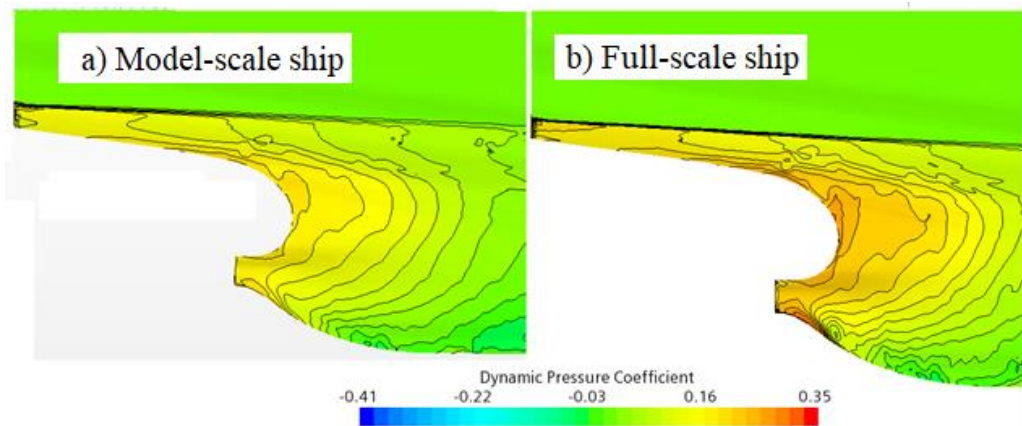 a) Model-scale ship
b) Full-scale ship
Dynamic Pressure Coefficient
-0.41 -0.22 -0.03 0.16 0.35